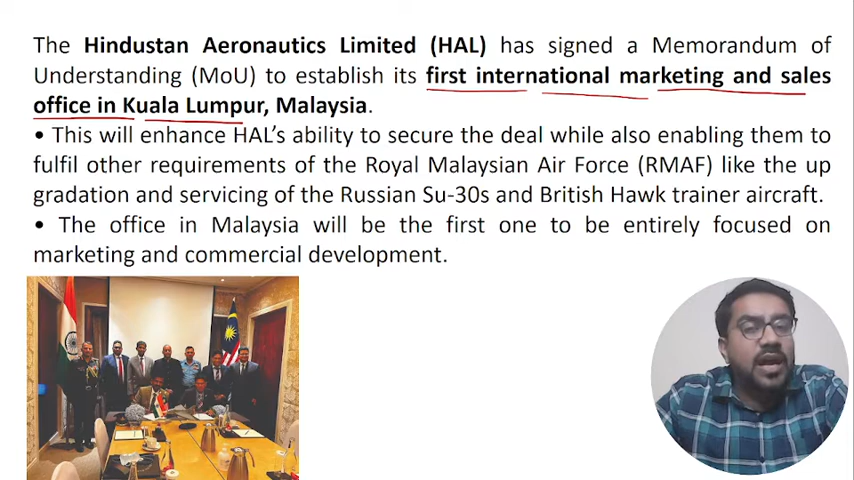 The Hindustan Aeronautics Limited (HAL) has signed a Memorandum of
Understanding (MoU) to establish its first international marketing and sales
office in Kuala Lumpur, Malaysia.
• This will enhance HAL’s ability to secure the deal while also enabling them to
fulfil other requirements of the Royal Malaysian Air Force (RMAF) like the up
gradation and servicing of the Russian Su-30s and British Hawk trainer aircraft.
• The office in Malaysia will be the first one to be entirely focused on
marketing and commercial development.